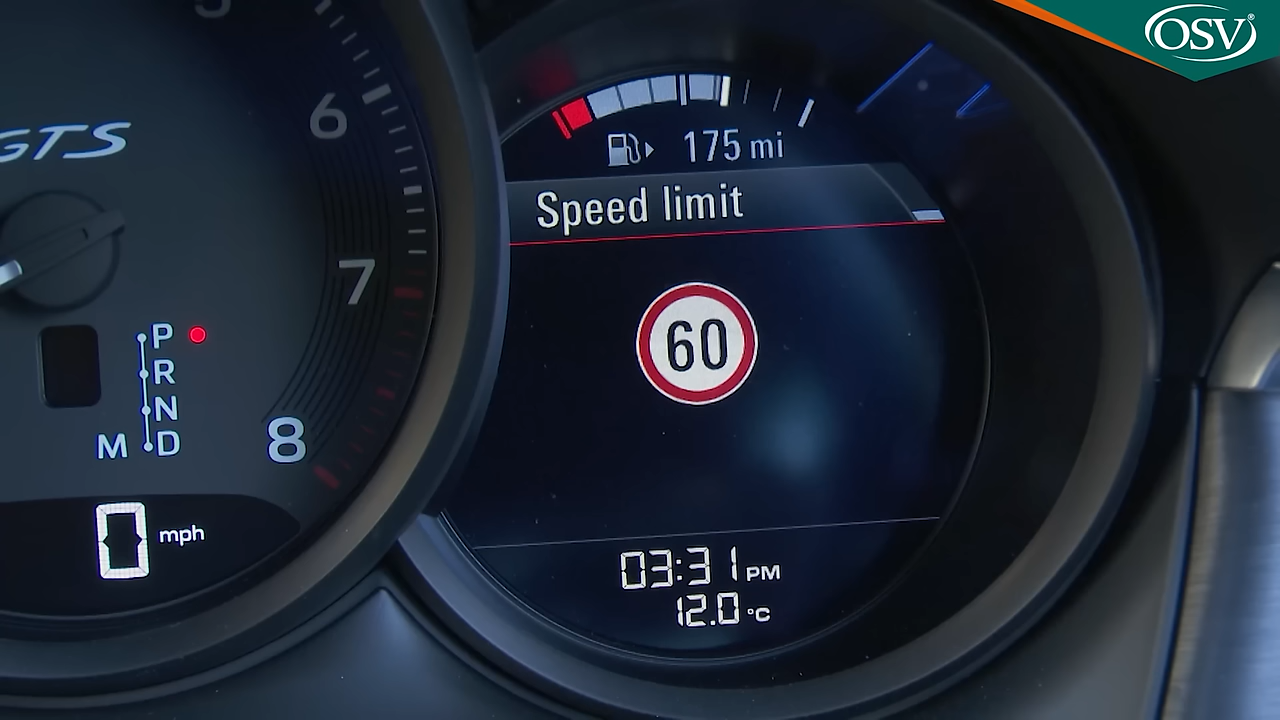 OSV®
6
GTS
175 mi
Speed limit
7
60
P
R
N
M D
8
0 mph
03:31 PM
12.0 °C